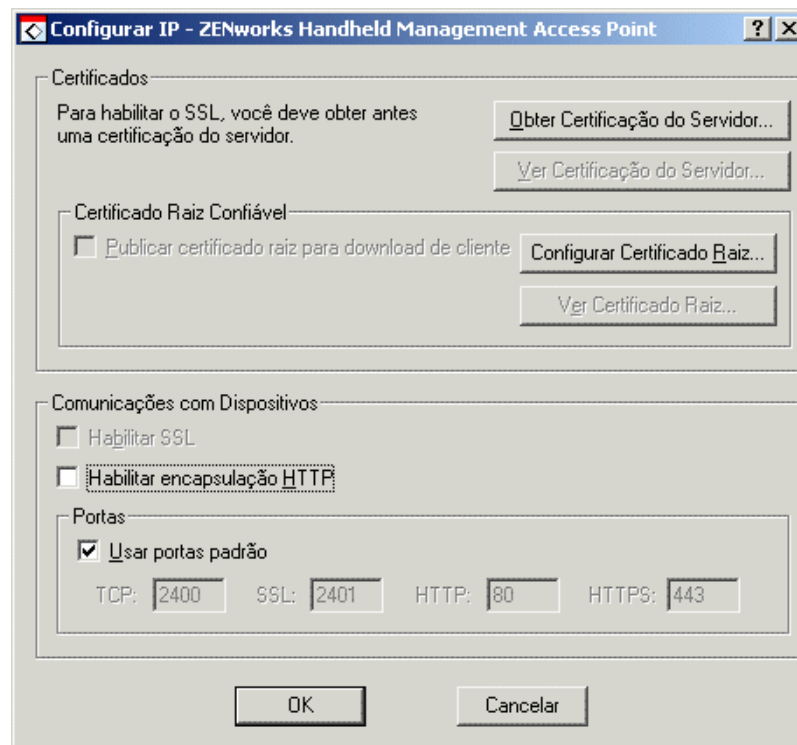 Configurar IP - ZENworks Handheld Management Access Point
Certificados
Para habilitar o SSL, você deve obter antes
uma certificação do servidor.
Obter Certificação do Servidor...
Ver Certificação do Servidor...
Certificado Raiz Confiável
Publicar certificado raiz para download de cliente
Configurar Certificado Raiz...
Ver Certificado Raiz...
Comunicações com Dispositivos
Habilitar SSL
Habilitar encapsulação HTTP
Portas
Usar portas padrão
TCP: 2400 SSL: 2401 HTTP: 80 HTTPS: 443
OK Cancelar